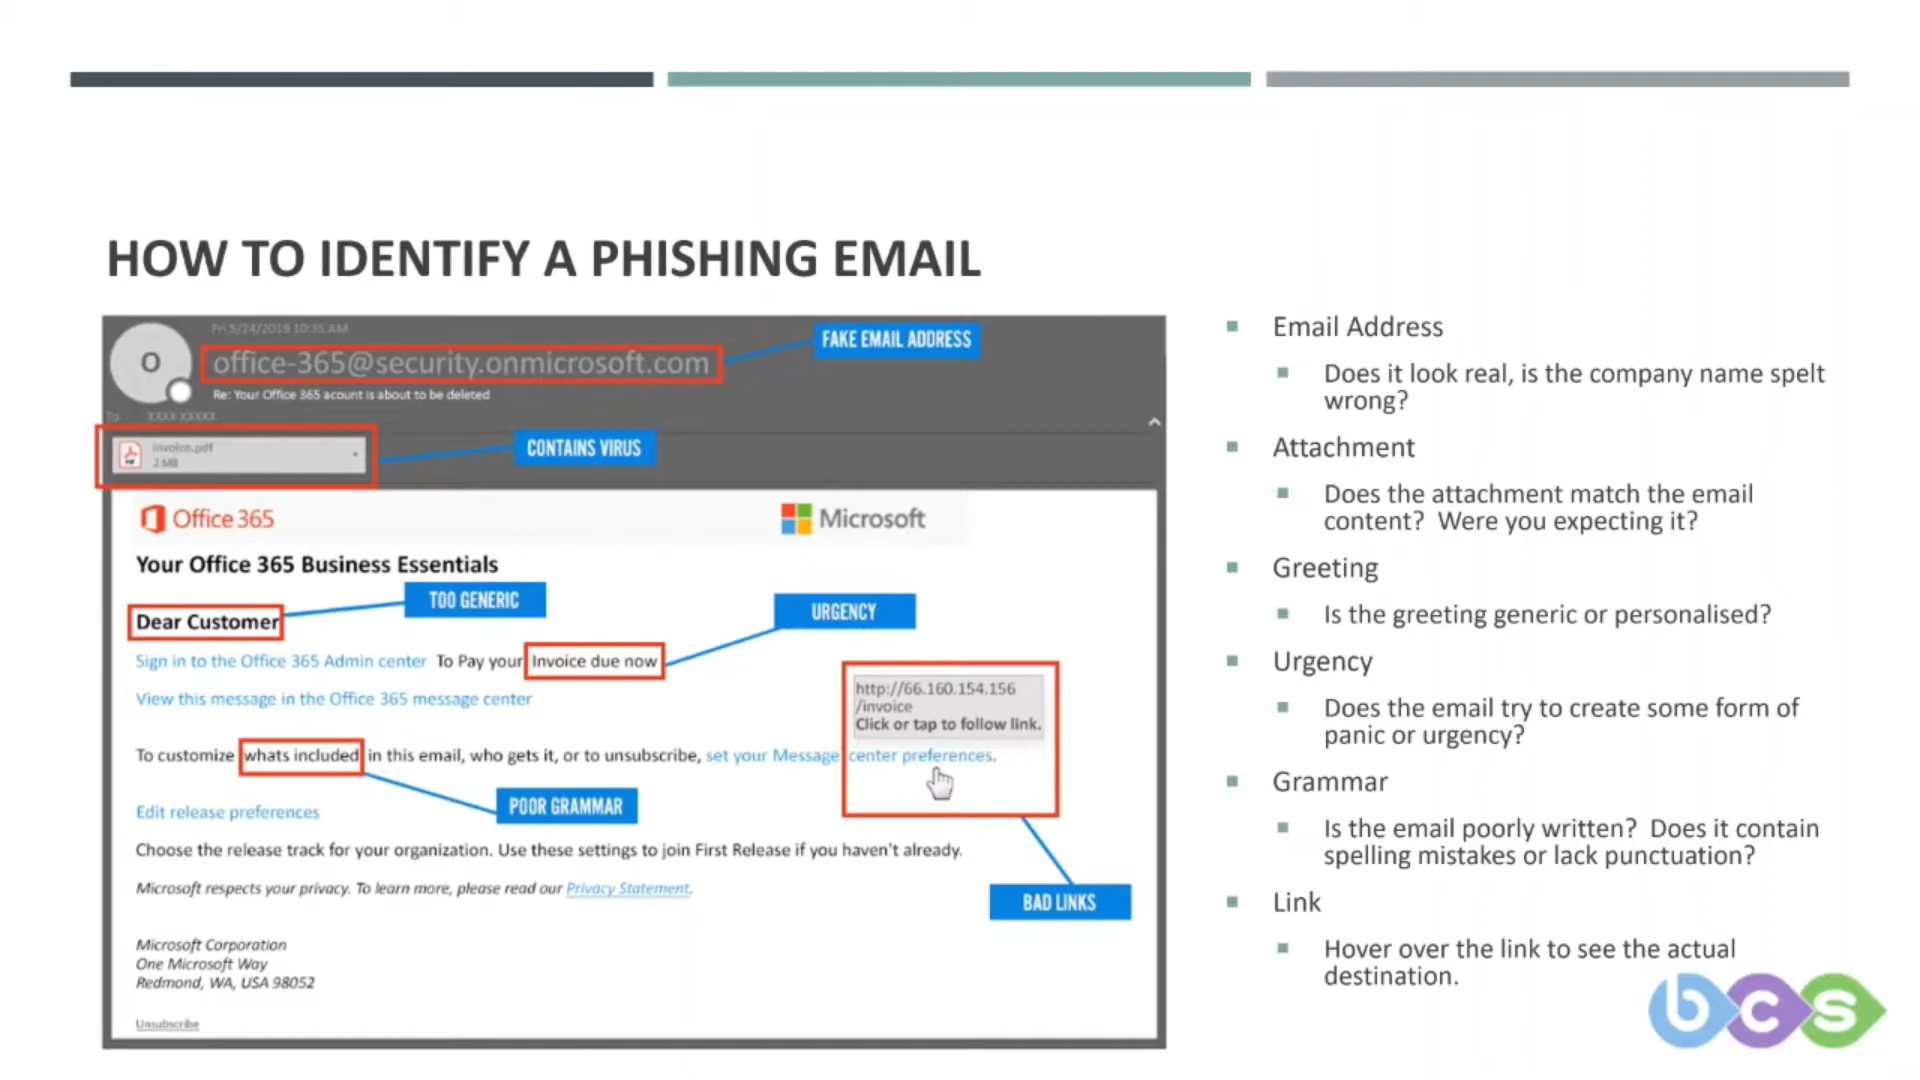 HOW TO IDENTIFY A PHISHING EMAIL
Fri 5/24/2019 10:35 AM
O
office-365@security.onmicrosoft.com
FAKE EMAIL ADDRESS
Re: Your Office 365 acount is about to be deleted
To XXXX XXXXX
Invoice.pdf
2 MB
CONTAINS VIRUS
Office 365
Microsoft
Your Office 365 Business Essentials
TOO GENERIC
URGENCY
Dear Customer
Sign in to the Office 365 Admin center To Pay your Invoice due now
View this message in the Office 365 message center
http://66.160.154.156
/invoice
Click or tap to follow link.
To customize whats included in this email, who gets it, or to unsubscribe, set your Message center preferences.
POOR GRAMMAR
Edit release preferences
Choose the release track for your organization. Use these settings to join First Release if you haven't already.
Microsoft respects your privacy. To learn more, please read our Privacy Statement.
BAD LINKS
Microsoft Corporation
One Microsoft Way
Redmond, WA, USA 98052
Unsubscribe
Email Address
Does it look real, is the company name spelt
wrong?
Attachment
Does the attachment match the email
content? Were you expecting it?
Greeting
Is the greeting generic or personalised?
Urgency
Does the email try to create some form of
panic or urgency?
Grammar
Is the email poorly written? Does it contain
spelling mistakes or lack punctuation?
Link
Hover over the link to see the actual
destination.
bcs